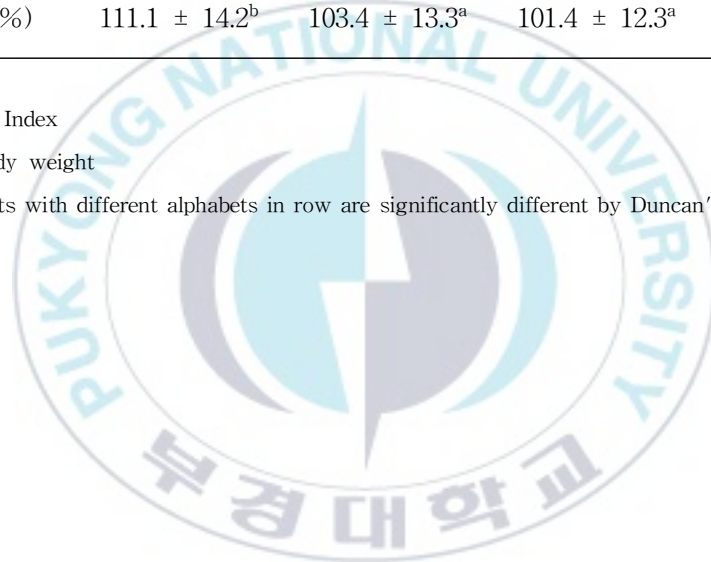 %) 111.1 ± 14.2ᵇ 103.4 ± 13.3ᵃ 101.4 ± 12.3ᵃ
Index
dy weight
ts with different alphabets in row are significantly different by Duncan'
PUKYONG NATIONAL UNIVERSITY
부경대학교